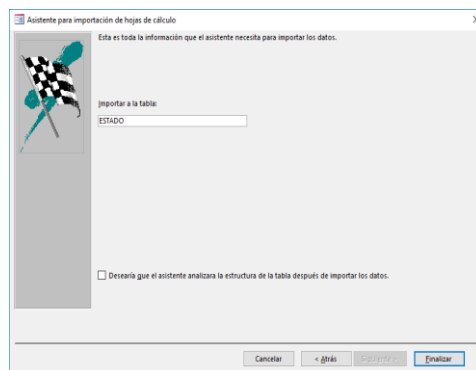 Asistente para importación de hojas de cálculo
Esta es toda la información que el asistente necesita para importar los datos.
Importar a la tabla:
ESTADO
Desearía que el asistente analizara la estructura de la tabla después de importar los datos.
Cancelar < Atrás Siguiente > Finalizar